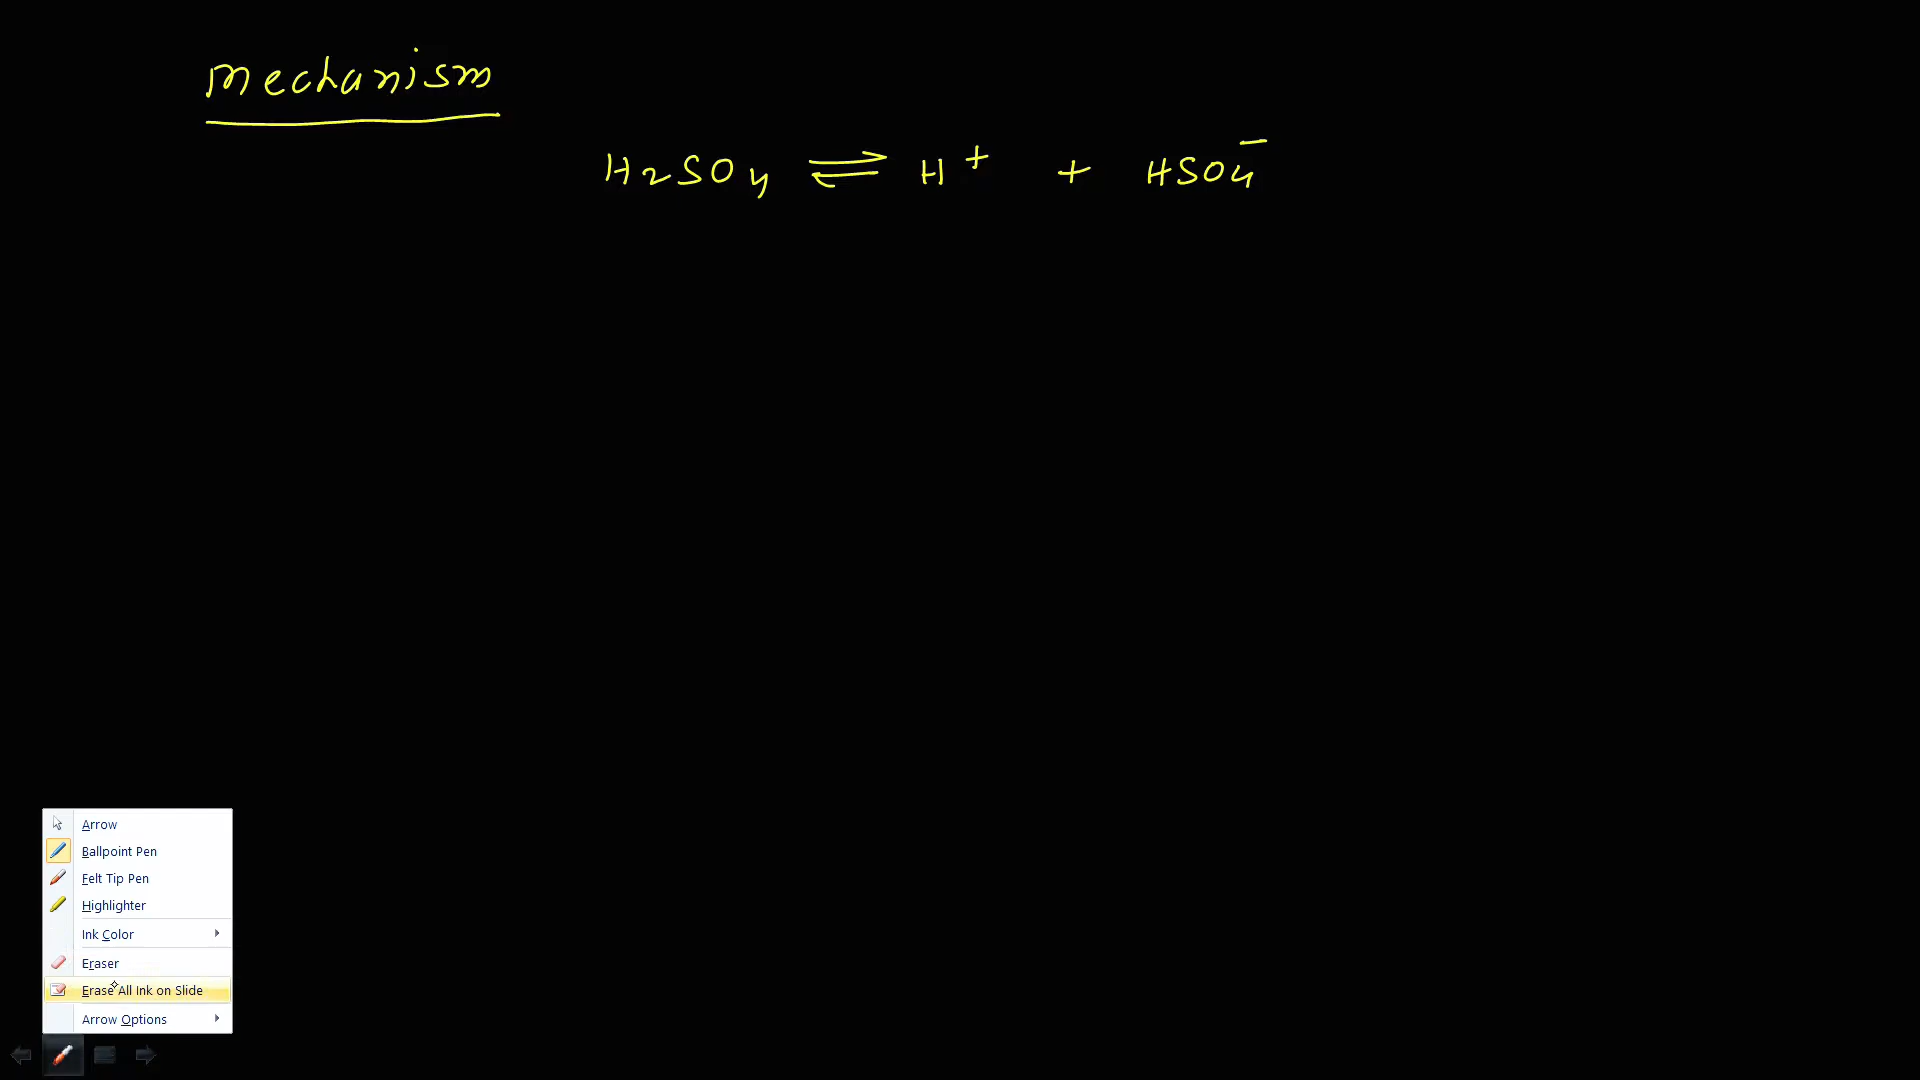 Mechanism
H2SO4 ⇌ H+ + HSO4−
Arrow
Ballpoint Pen
Felt Tip Pen
Highlighter
Ink Color
Eraser
Erase All Ink on Slide
Arrow Options